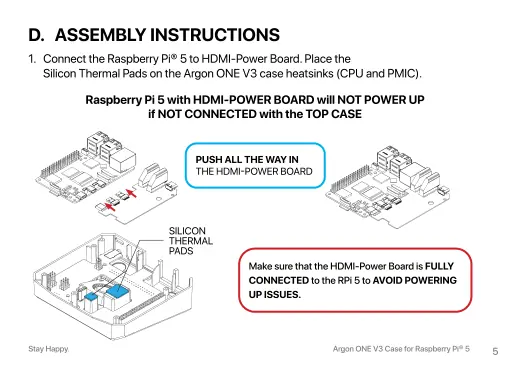 D. ASSEMBLY INSTRUCTIONS
1. Connect the Raspberry Pi® 5 to HDMI-Power Board. Place the
Silicon Thermal Pads on the Argon ONE V3 case heatsinks (CPU and PMIC).
Raspberry Pi 5 with HDMI-POWER BOARD will NOT POWER UP
if NOT CONNECTED with the TOP CASE
PUSH ALL THE WAY IN
THE HDMI-POWER BOARD
SILICON
THERMAL
PADS
Make sure that the HDMI-Power Board is FULLY
CONNECTED to the RPi 5 to AVOID POWERING
UP ISSUES.
Stay Happy.
Argon ONE V3 Case for Raspberry Pi® 5
5